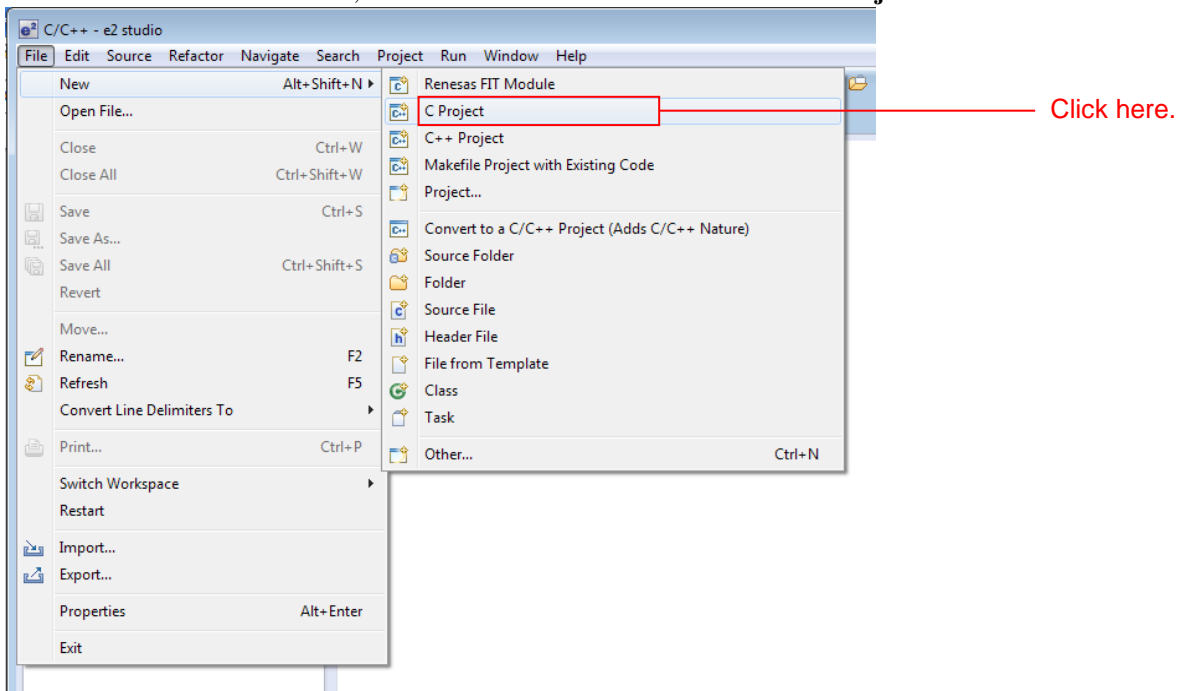 C/C++ - e2 studio
File Edit Source Refactor Navigate Search Project Run Window Help
New Alt+Shift+N
Open File...
Close Ctrl+W
Close All Ctrl+Shift+W
Save Ctrl+S
Save As...
Save All Ctrl+Shift+S
Revert
Move...
Rename... F2
Refresh F5
Convert Line Delimiters To
Print... Ctrl+P
Switch Workspace
Restart
Import...
Export...
Properties Alt+Enter
Exit
Renesas FIT Module
C Project
C++ Project
Makefile Project with Existing Code
Project...
Convert to a C/C++ Project (Adds C/C++ Nature)
Source Folder
Folder
Source File
Header File
File from Template
Class
Task
Other... Ctrl+N
Click here.